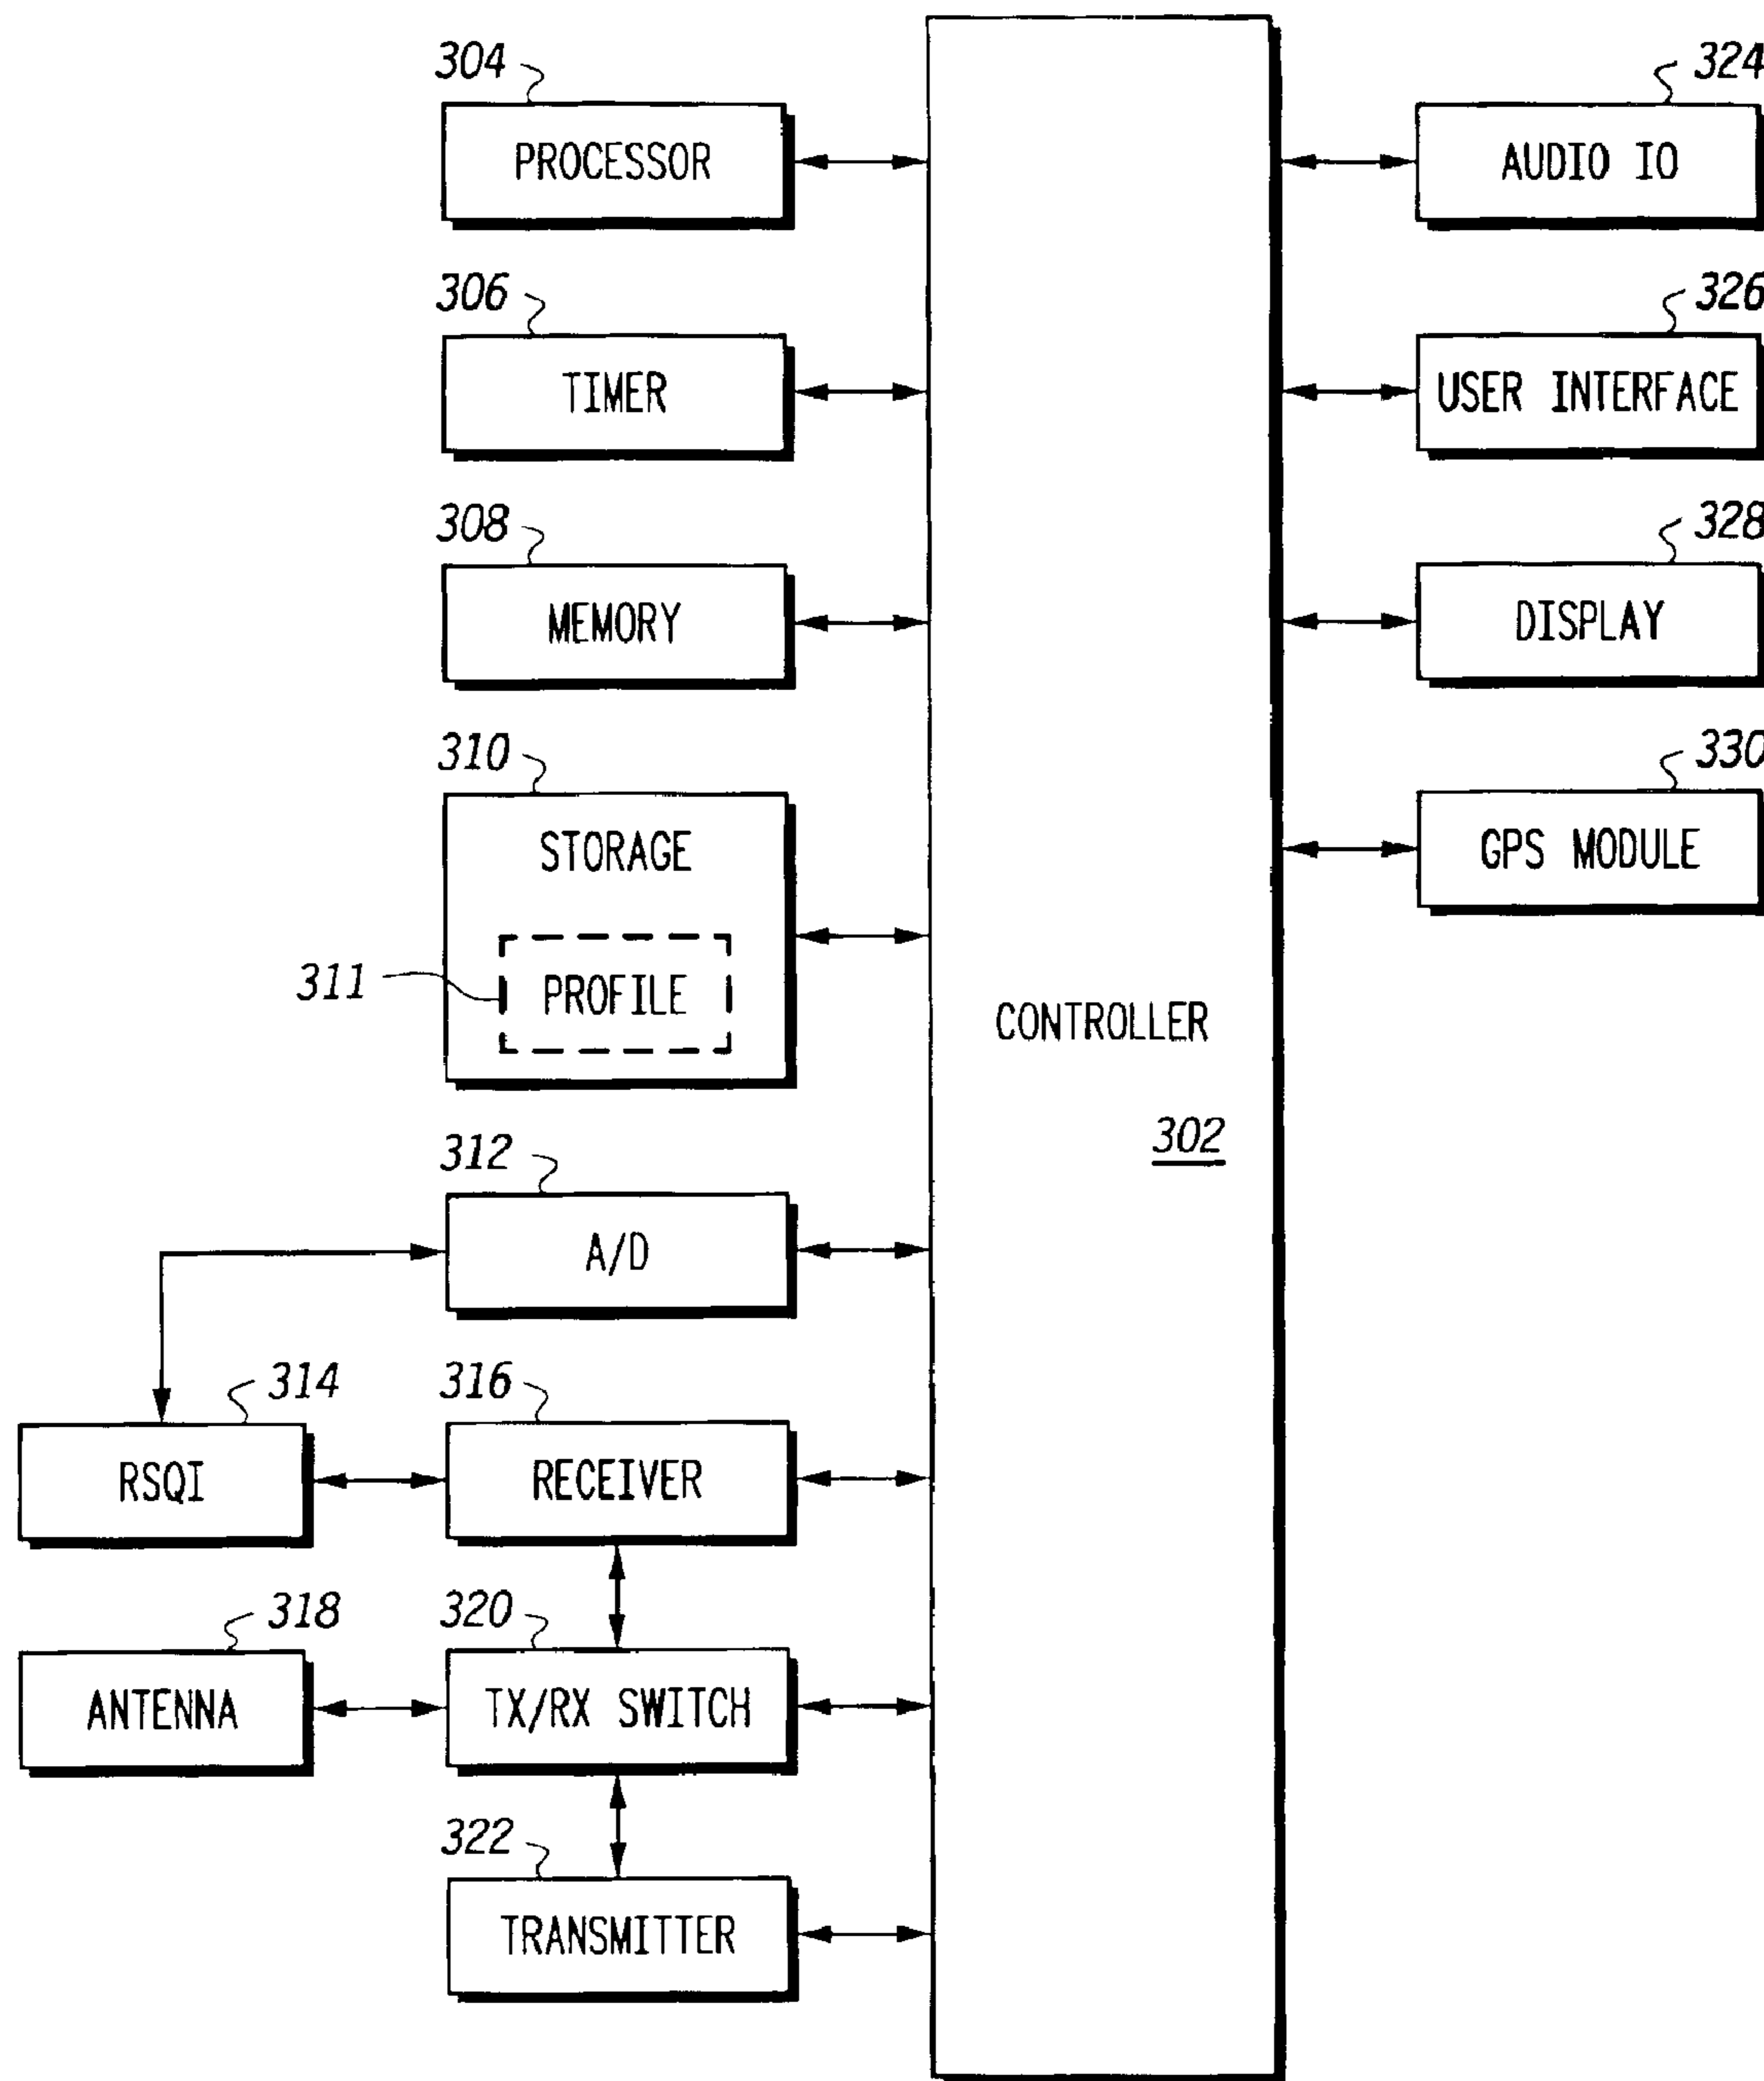 304
PROCESSOR
306
TIMER
308
MEMORY
310
STORAGE
311
PROFILE
312
A/D
314
RSQI
316
RECEIVER
318
ANTENNA
320
TX/RX SWITCH
322
TRANSMITTER
CONTROLLER
302
324
AUDIO IO
326
USER INTERFACE
328
DISPLAY
330
GPS MODULE